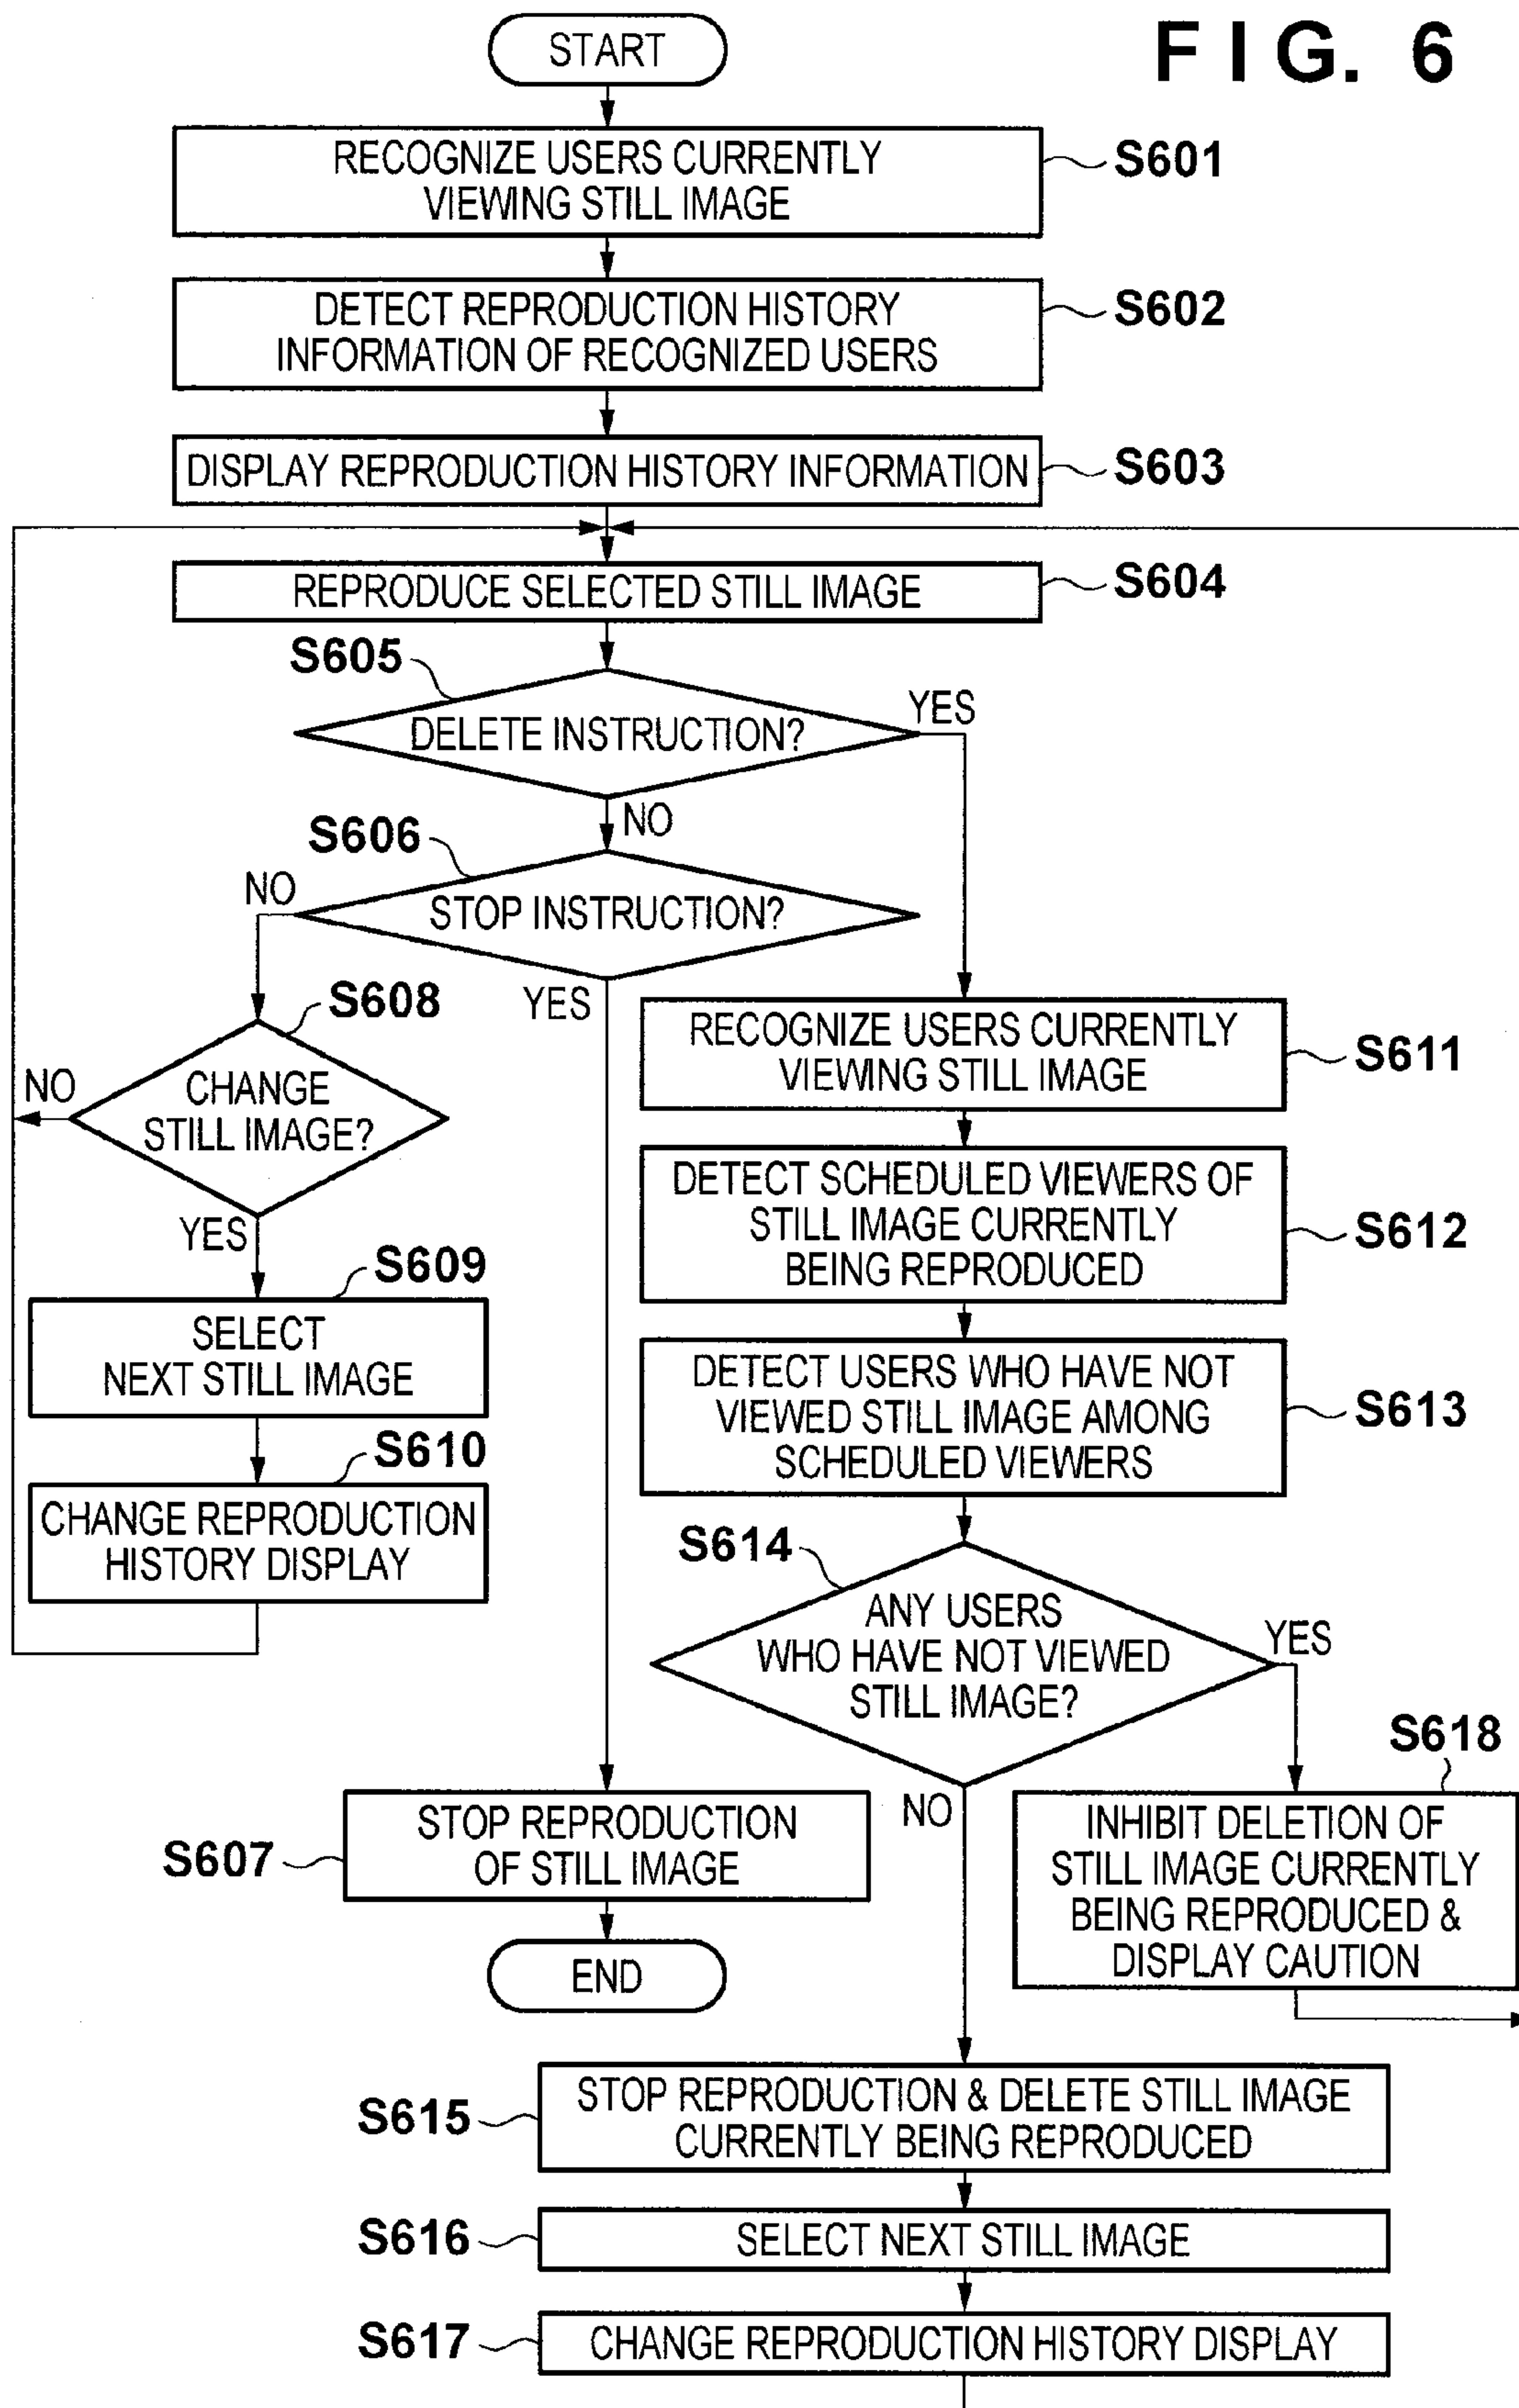 FIG. 6
START
RECOGNIZE USERS CURRENTLY
VIEWING STILL IMAGE
S601
DETECT REPRODUCTION HISTORY
INFORMATION OF RECOGNIZED USERS
S602
DISPLAY REPRODUCTION HISTORY INFORMATION
S603
REPRODUCE SELECTED STILL IMAGE
S604
S605
DELETE INSTRUCTION?
YES
NO
S606
STOP INSTRUCTION?
NO
YES
S608
CHANGE
STILL IMAGE?
NO
YES
S609
SELECT
NEXT STILL IMAGE
S610
CHANGE REPRODUCTION
HISTORY DISPLAY
RECOGNIZE USERS CURRENTLY
VIEWING STILL IMAGE
S611
DETECT SCHEDULED VIEWERS OF
STILL IMAGE CURRENTLY
BEING REPRODUCED
S612
DETECT USERS WHO HAVE NOT
VIEWED STILL IMAGE AMONG
SCHEDULED VIEWERS
S613
S614
ANY USERS
WHO HAVE NOT VIEWED
STILL IMAGE?
YES
NO
S618
INHIBIT DELETION OF
STILL IMAGE CURRENTLY
BEING REPRODUCED &
DISPLAY CAUTION
S607
STOP REPRODUCTION
OF STILL IMAGE
END
S615
STOP REPRODUCTION & DELETE STILL IMAGE
CURRENTLY BEING REPRODUCED
S616
SELECT NEXT STILL IMAGE
S617
CHANGE REPRODUCTION HISTORY DISPLAY